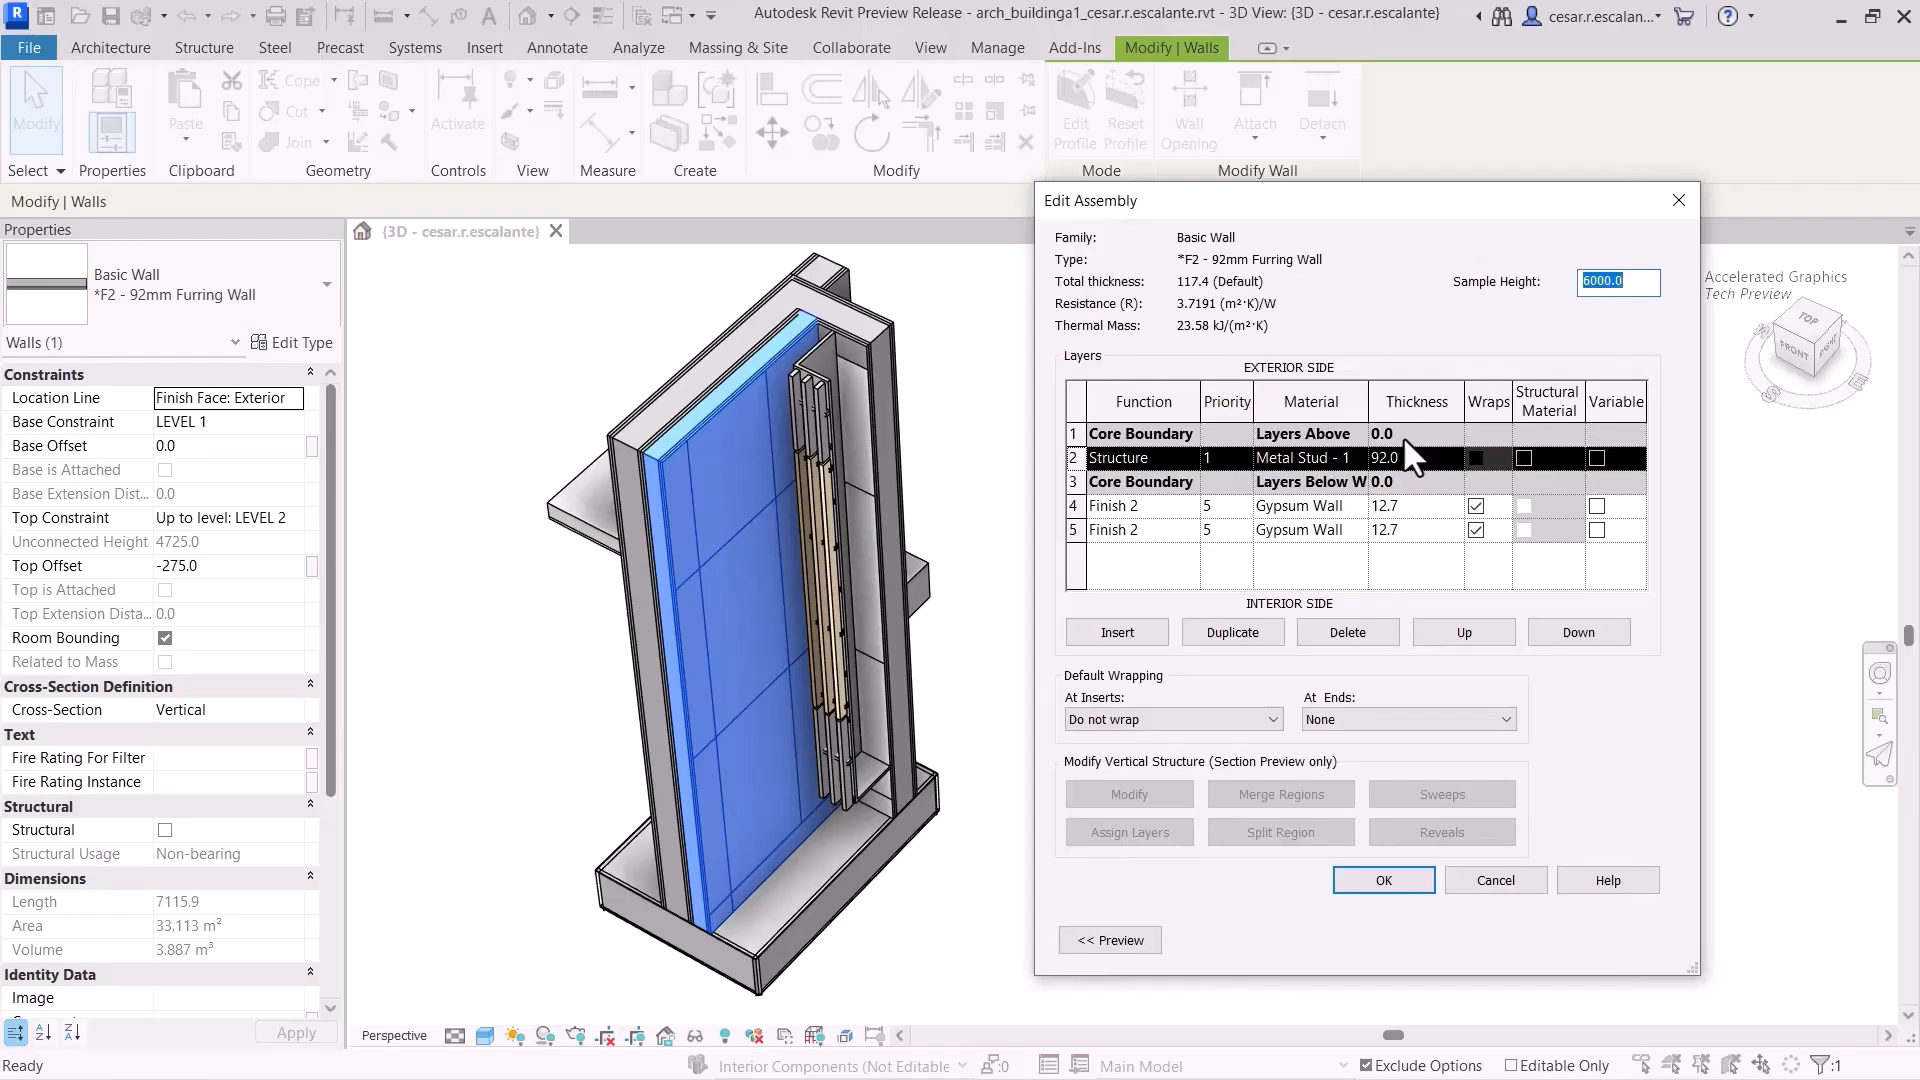 Autodesk Revit Preview Release - arch_buildinga1_cesar.r.escalante.rvt - 3D View: {3D - cesar.r.escalante}
cesar.r.escalan...
File Architecture Structure Steel Precast Systems Insert Annotate Analyze Massing & Site Collaborate View Manage Add-Ins Modify | Walls
Modify
Paste
Cope
Cut
Join
Activate
Edit Profile
Reset Profile
Wall Opening
Attach
Detach
Select Properties Clipboard Geometry Controls View Measure Create Modify Mode Modify Wall
Modify | Walls
Properties
{3D - cesar.r.escalante}
Basic Wall
*F2 - 92mm Furring Wall
Walls (1) Edit Type
Constraints
Location Line Finish Face: Exterior
Base Constraint LEVEL 1
Base Offset 0.0
Base is Attached
Base Extension Dist... 0.0
Top Constraint Up to level: LEVEL 2
Unconnected Height 4725.0
Top Offset -275.0
Top is Attached
Top Extension Dista... 0.0
Room Bounding
Related to Mass
Cross-Section Definition
Cross-Section Vertical
Text
Fire Rating For Filter
Fire Rating Instance
Structural
Structural
Structural Usage Non-bearing
Dimensions
Length 7115.9
Area 33.113 m²
Volume 3.887 m³
Identity Data
Image
Apply
Edit Assembly
Family: Basic Wall
Type: *F2 - 92mm Furring Wall
Total thickness: 117.4 (Default)
Sample Height: 6000.0
Resistance (R): 3.7191 (m²·K)/W
Thermal Mass: 23.58 kJ/(m²·K)
Layers
EXTERIOR SIDE
Function Priority Material Thickness Wraps Structural Material Variable
1 Core Boundary Layers Above 0.0
2 Structure 1 Metal Stud - 1 92.0
3 Core Boundary Layers Below W 0.0
4 Finish 2 5 Gypsum Wall 12.7
5 Finish 2 5 Gypsum Wall 12.7
INTERIOR SIDE
Insert Duplicate Delete Up Down
Default Wrapping
At Inserts: At Ends:
Do not wrap None
Modify Vertical Structure (Section Preview only)
Modify Merge Regions Sweeps
Assign Layers Split Region Reveals
OK Cancel Help
<< Preview
Accelerated Graphics
Tech Preview
TOP
FRONT
Perspective
Ready
Interior Components (Not Editable
:0
Main Model
Exclude Options Editable Only
:1